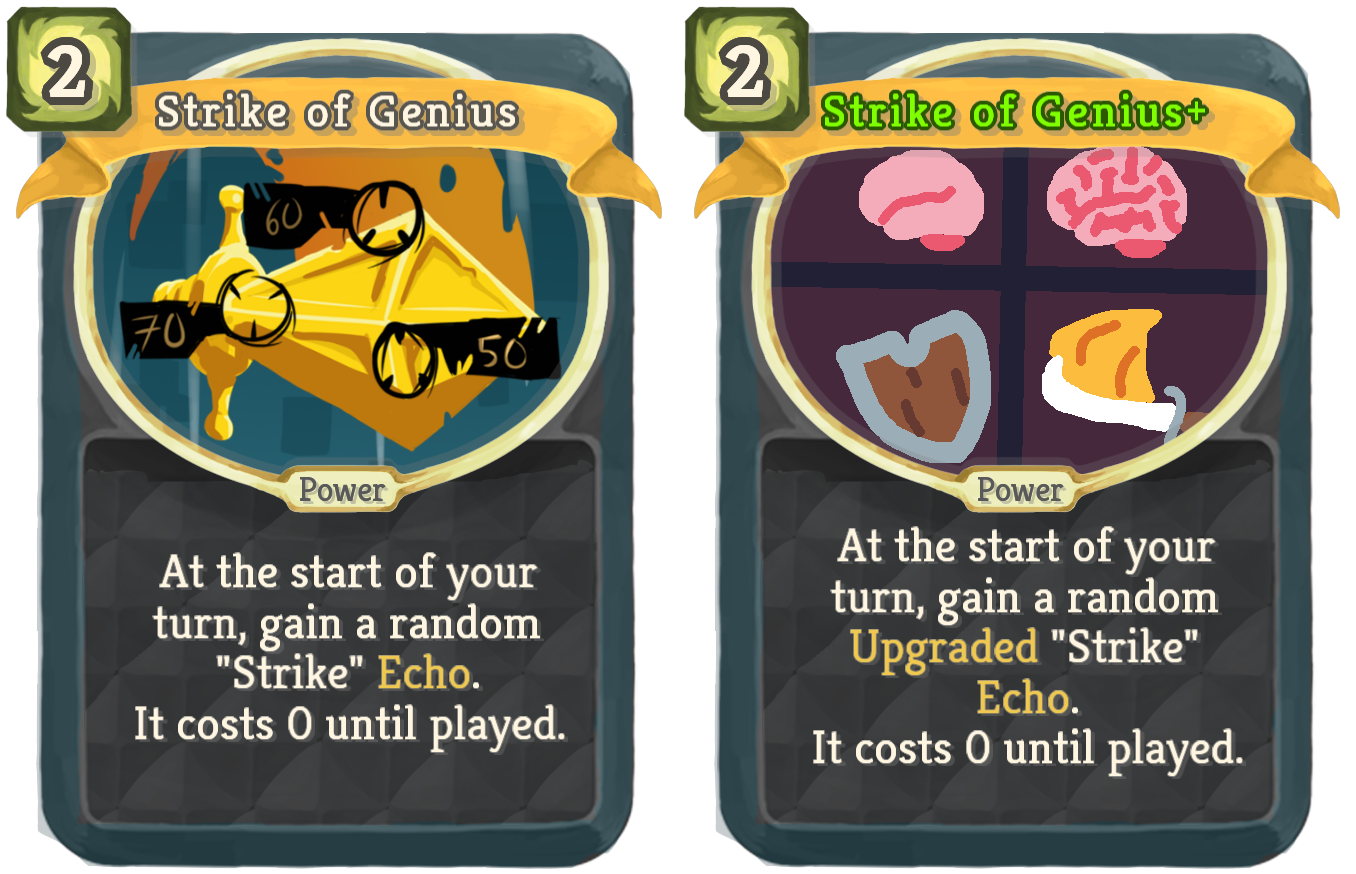 2
Strike of Genius
60
70
50
Power
At the start of your
turn, gain a random
"Strike" Echo.
It costs 0 until played.
2
Strike of Genius+
Power
At the start of your
turn, gain a random
Upgraded "Strike"
Echo.
It costs 0 until played.